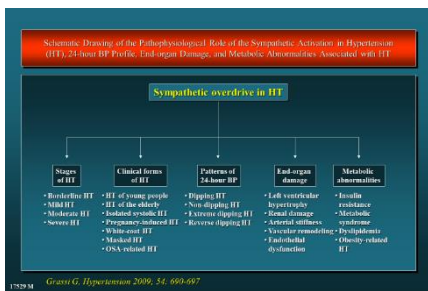 Schematic Drawing of the Pathophysiological Role of the Sympathetic Activation in Hypertension
(HT), 24-hour BP Profile, End-organ Damage, and Metabolic Abnormalities Associated with HT
Sympathetic overdrive in HT
Stages
of HT
• Borderline HT
• Mild HT
• Moderate HT
• Severe HT
Clinical forms
of HT
• HT of young people
• HT of the elderly
• Isolated systolic HT
• Pregnancy-induced HT
• White-coat HT
• Masked HT
• OSA-related HT
Patterns of
24-hour BP
• Dipping HT
• Non dipping HT
• Extreme dipping HT
• Reverse dipping HT
End-organ
damage
• Left ventricular
hypertrophy
• Renal damage
• Arterial stiffness
• Vascular remodeling
• Endothelial
dysfunction
Metabolic
abnormalities
• Insulin
resistance
• Metabolic
syndrome
• Dyslipidemia
• Obesity-related
HT
17529 M
Grassi G. Hypertension 2009; 54: 690-697